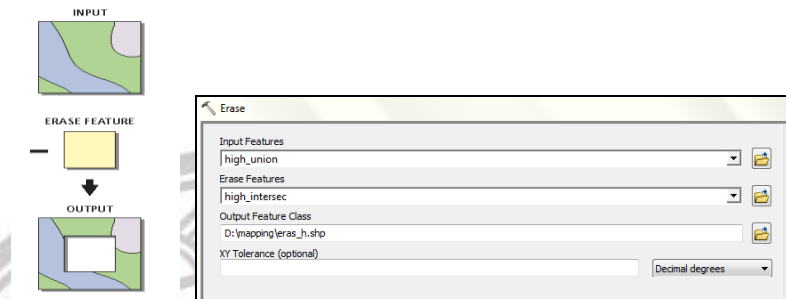 INPUT
ERASE FEATURE
OUTPUT
Erase
Input Features
high_union
Erase Features
high_intersec
Output Feature Class
D:\mapping\eras_h.shp
XY Tolerance (optional)
Decimal degrees